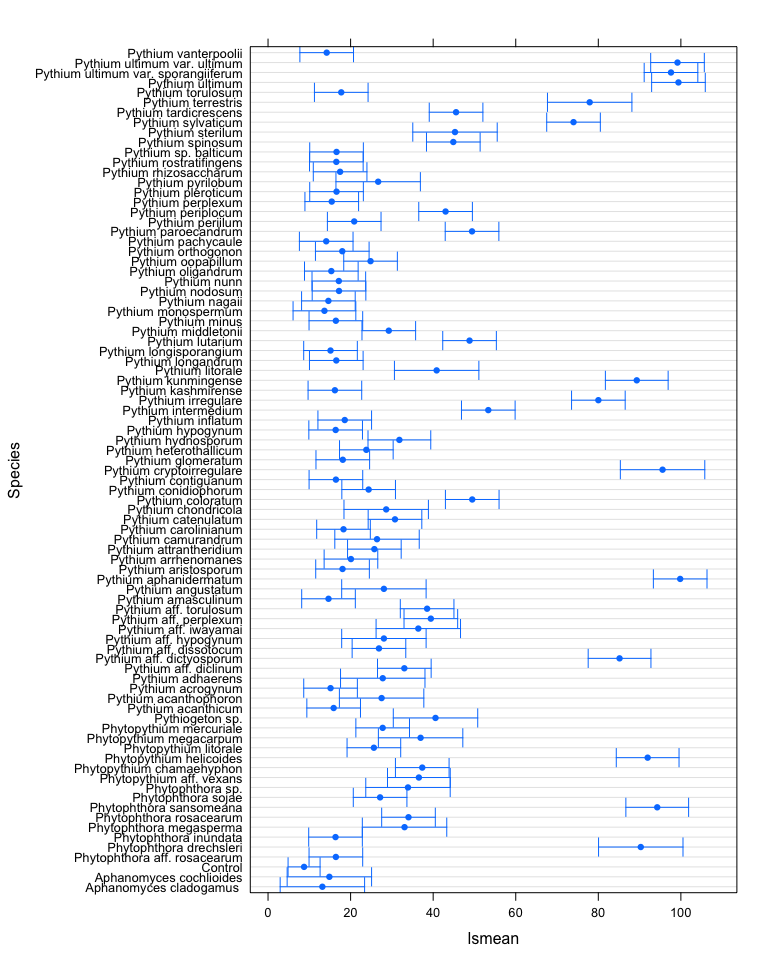 Pythium vanterpoolii
Pythium ultimum var. ultimum
Pythium ultimum var. sporangiiferum
Pythium ultimum
Pythium torulosum
Pythium terrestris
Pythium tardicrescens
Pythium sylvaticum
Pythium sterilum
Pythium spinosum
Pythium sp. balticum
Pythium rostratifingens
Pythium rhizosaccharum
Pythium pyrilobum
Pythium pleroticum
Pythium perplexum
Pythium periplocum
Pythium periilum
Pythium paroecandrum
Pythium pachycaule
Pythium orthogonon
Pythium oopapillum
Pythium oligandrum
Pythium nunn
Pythium nodosum
Pythium nagaii
Pythium monospermum
Pythium minus
Pythium middletonii
Pythium lutarium
Pythium longisporangium
Pythium longandrum
Pythium litorale
Pythium kunmingense
Pythium kashmirense
Pythium irregulare
Pythium intermedium
Pythium inflatum
Pythium hypogynum
Pythium hydnosporum
Pythium heterothallicum
Pythium glomeratum
Pythium cryptoirregulare
Pythium contiguanum
Pythium conidiophorum
Pythium coloratum
Pythium chondricola
Pythium catenulatum
Pythium carolinianum
Pythium camurandrum
Pythium attrantheridium
Pythium arrhenomanes
Pythium aristosporum
Pythium aphanidermatum
Pythium angustatum
Pythium amasculinum
Pythium aff. torulosum
Pythium aff. perplexum
Pythium aff. iwayamai
Pythium aff. hypogynum
Pythium aff. dissotocum
Pythium aff. dictyosporum
Pythium aff. diclinum
Pythium adhaerens
Pythium acrogynum
Pythium acanthophoron
Pythium acanthicum
Pythiogeton sp.
Phytopythium mercuriale
Phytopythium megacarpum
Phytopythium litorale
Phytopythium helicoides
Phytopythium chamaehyphon
Phytopythium aff. vexans
Phytophthora sp.
Phytophthora sojae
Phytophthora sansomeana
Phytophthora rosacearum
Phytophthora megasperma
Phytophthora inundata
Phytophthora drechsleri
Phytophthora aff. rosacearum
Control
Aphanomyces cochlioides
Aphanomyces cladogamus
Species
0 20 40 60 80 100
lsmean